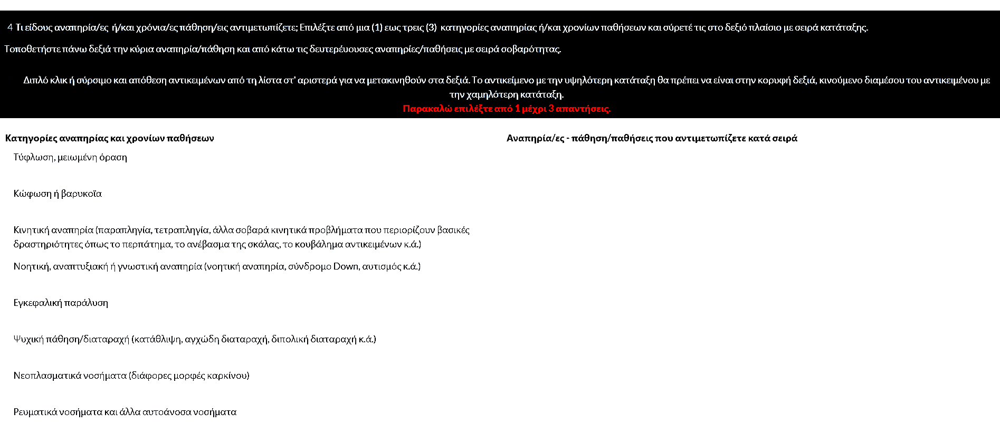 4 Τι είδους αναπηρία/ες ή/και χρόνια/ες πάθηση/εις αντιμετωπίζετε; Επιλέξτε από μια (1) εως τρεις (3) κατηγορίες αναπηρίας ή/και χρονίων παθήσεων και σύρετέ τις στο δεξιό πλαίσιο με σειρά κατάταξης.
Τοποθετήστε πάνω δεξιά την κύρια αναπηρία/πάθηση και από κάτω τις δευτερέυουσες αναπηρίες/παθήσεις με σειρά σοβαρότητας.
Διπλό κλικ ή σύρσιμο και απόθεση αντικειμένων από τη λίστα στ' αριστερά για να μετακινηθούν στα δεξιά. Το αντικείμενο με την υψηλότερη κατάταξη θα πρέπει να είναι στην κορυφή δεξιά, κινούμενο διαμέσου του αντικειμένου με
την χαμηλότερη κατάταξη.
Παρακαλώ επιλέξτε από 1 μέχρι 3 απαντήσεις.
Κατηγορίες αναπηρίας και χρονίων παθήσεων
Αναπηρία/ες - πάθηση/παθήσεις που αντιμετωπίζετε κατά σειρά
Τύφλωση, μειωμένη όραση
Κώφωση ή βαρυκοϊα
Κινητική αναπηρία (παραπληγία, τετραπληγία, άλλα σοβαρά κινητικά προβλήματα που περιορίζουν βασικές
δραστηριότητες όπως το περπάτημα, το ανέβασμα της σκάλας, το κουβάλημα αντικειμένων κ.ά.)
Νοητική, αναπτυξιακή ή γνωστική αναπηρία (νοητική αναπηρία, σύνδρομο Down, αυτισμός κ.ά.)
Εγκεφαλική παράλυση
Ψυχική πάθηση/διαταραχή (κατάθλιψη, αγχώδη διαταραχή, διπολική διαταραχή κ.ά.)
Νεοπλασματικά νοσήματα (διάφορες μορφές καρκίνου)
Ρευματικά νοσήματα και άλλα αυτοάνοσα νοσήματα